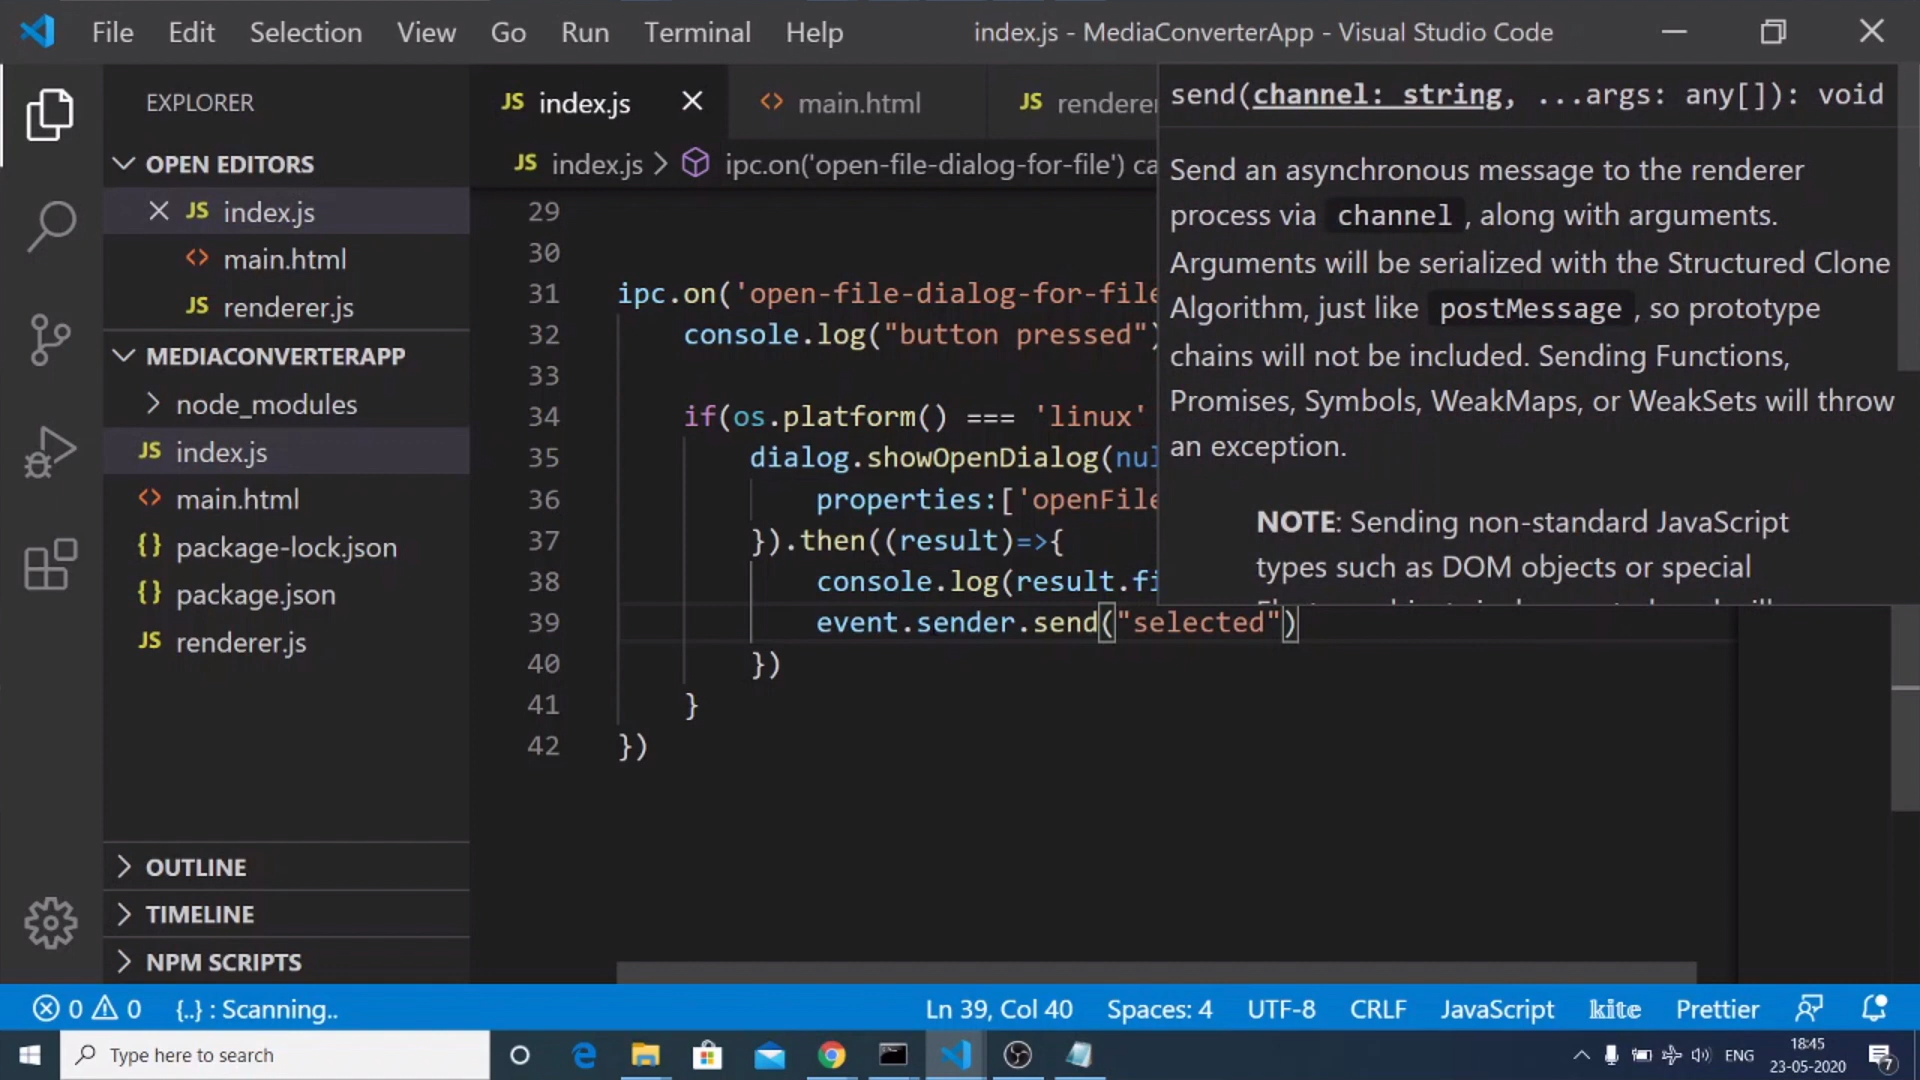 File Edit Selection View Go Run Terminal Help index.js - MediaConverterApp - Visual Studio Code
EXPLORER
OPEN EDITORS
JS index.js
<> main.html
JS renderer.js
MEDIACONVERTERAPP
node_modules
JS index.js
<> main.html
{} package-lock.json
{} package.json
JS renderer.js
OUTLINE
TIMELINE
NPM SCRIPTS
JS index.js <> main.html JS renderer
JS index.js > ipc.on('open-file-dialog-for-file') ca
29
30
31 ipc.on('open-file-dialog-for-file
32 console.log("button pressed")
33
34 if(os.platform() === 'linux'
35 dialog.showOpenDialog(nul
36 properties:['openFile
37 }).then((result)=>{
38 console.log(result.fi
39 event.sender.send("selected")
40 })
41 }
42 })
send(channel: string, ...args: any[]): void
Send an asynchronous message to the renderer
process via channel, along with arguments.
Arguments will be serialized with the Structured Clone
Algorithm, just like postMessage, so prototype
chains will not be included. Sending Functions,
Promises, Symbols, WeakMaps, or WeakSets will throw
an exception.
NOTE: Sending non-standard JavaScript
types such as DOM objects or special
0 0 {..} : Scanning.. Ln 39, Col 40 Spaces: 4 UTF-8 CRLF JavaScript kite Prettier
Type here to search ENG 18:45
23-05-2020 7